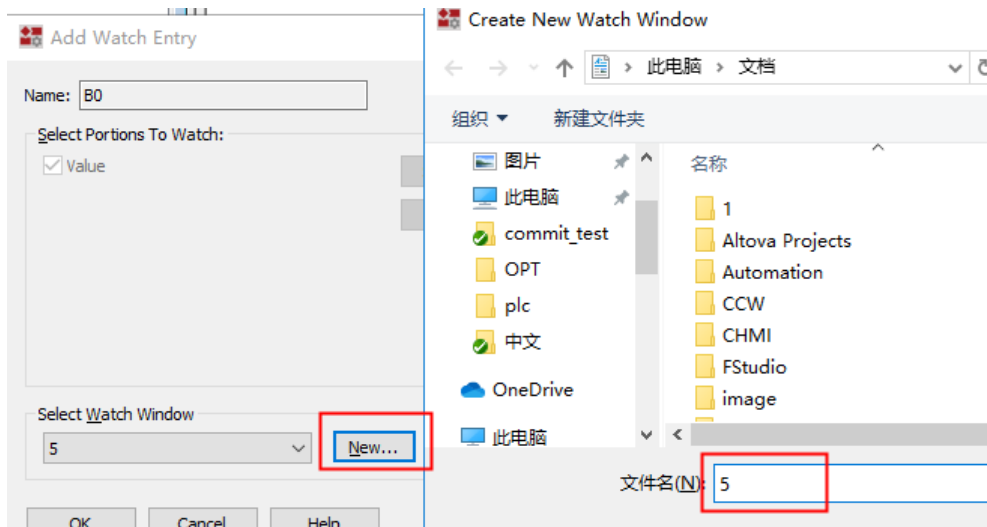 Add Watch Entry
Name: B0
Select Portions To Watch:
Value
Select Watch Window
5
New...
OK
Cancel
Help
Create New Watch Window
此电脑 › 文档
组织
新建文件夹
图片
此电脑
commit_test
OPT
plc
中文
OneDrive
此电脑
名称
1
Altova Projects
Automation
CCW
CHMI
FStudio
image
文件名(N): 5